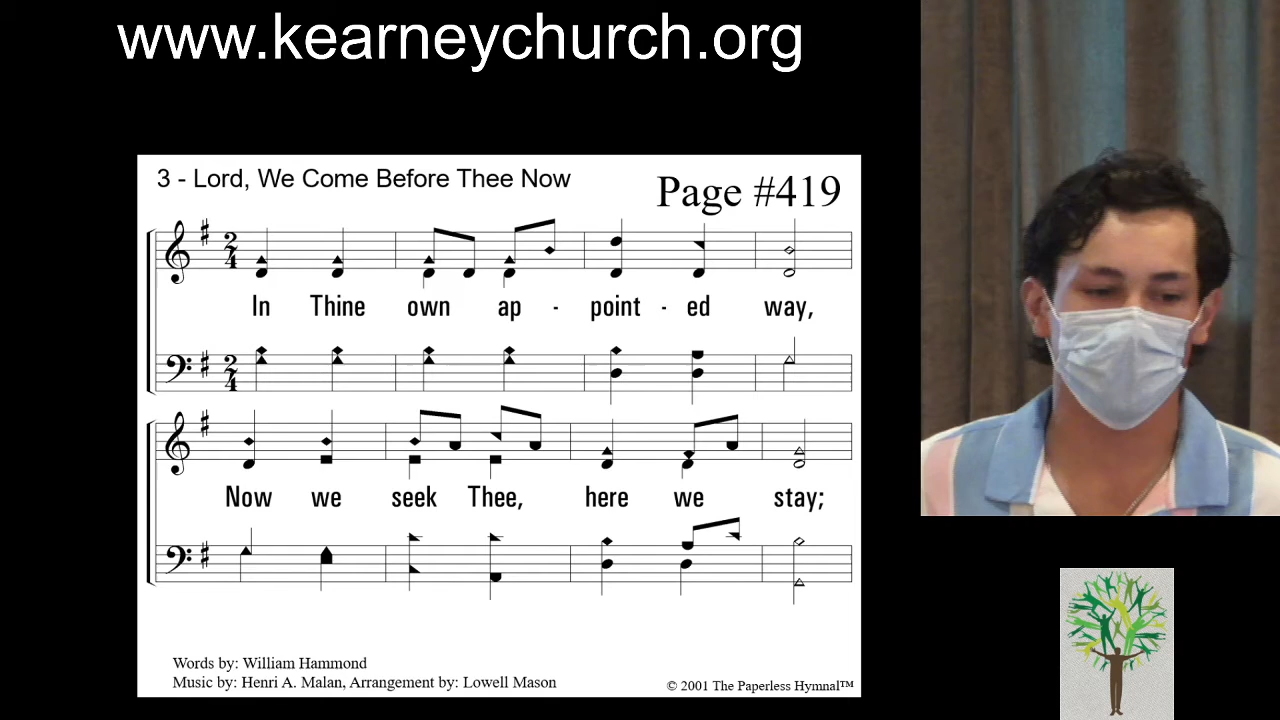 www.kearneychurch.org
3 - Lord, We Come Before Thee Now
Page #419
In Thine own ap - point - ed way,
Now we seek Thee, here we stay;
Words by: William Hammond
Music by: Henri A. Malan, Arrangement by: Lowell Mason
© 2001 The Paperless Hymnal™